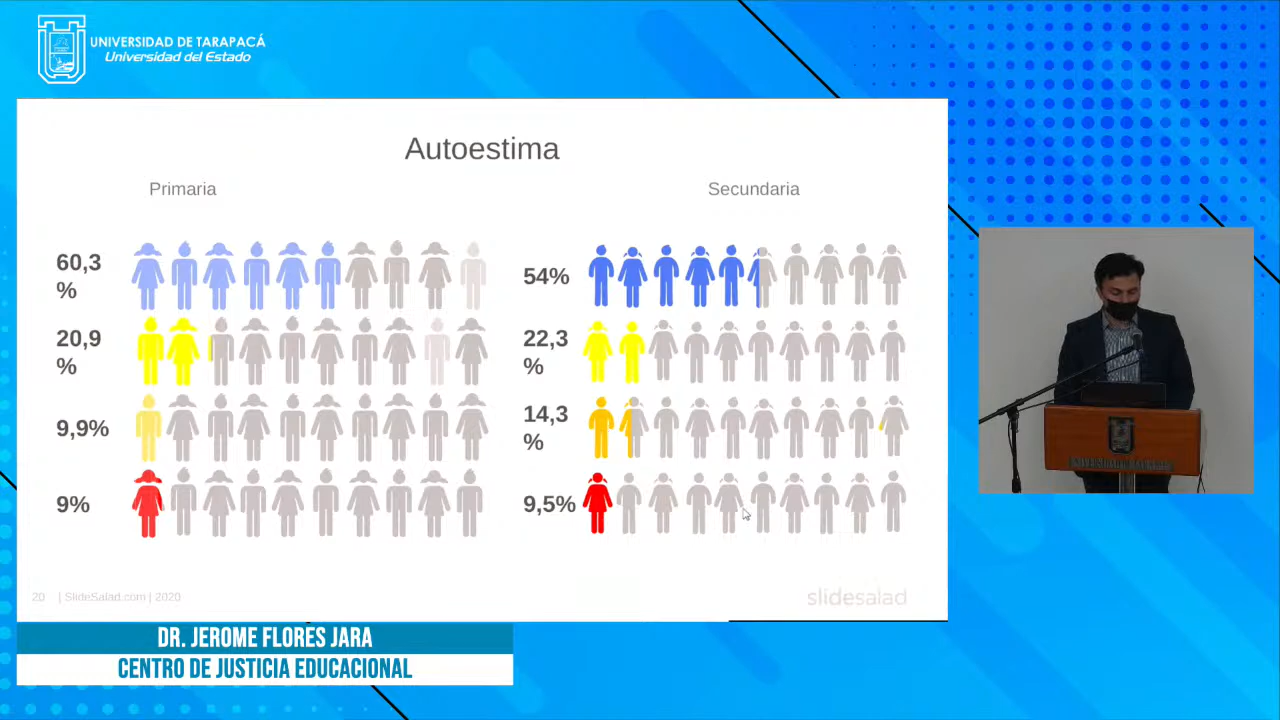 UNIVERSIDAD DE TARAPACÁ
Universidad del Estado
Autoestima
Primaria
Secundaria
60,3
%
20,9
%
9,9%
9%
54%
22,3
%
14,3
%
9,5%
20 | SlideSalad.com | 2020
slidesalad
DR. JEROME FLORES JARA
CENTRO DE JUSTICIA EDUCACIONAL